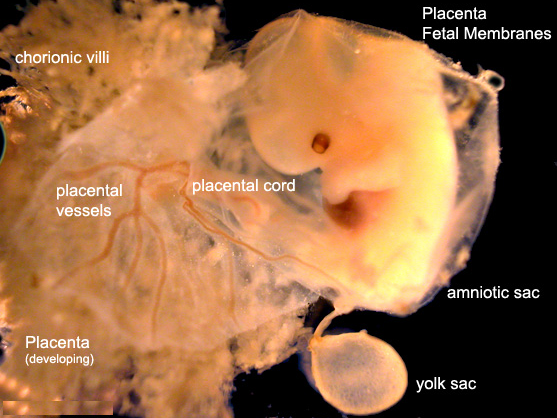 Placenta
Fetal Membranes
chorionic villi
placental cord
placental
vessels
amniotic sac
Placenta
(developing)
yolk sac